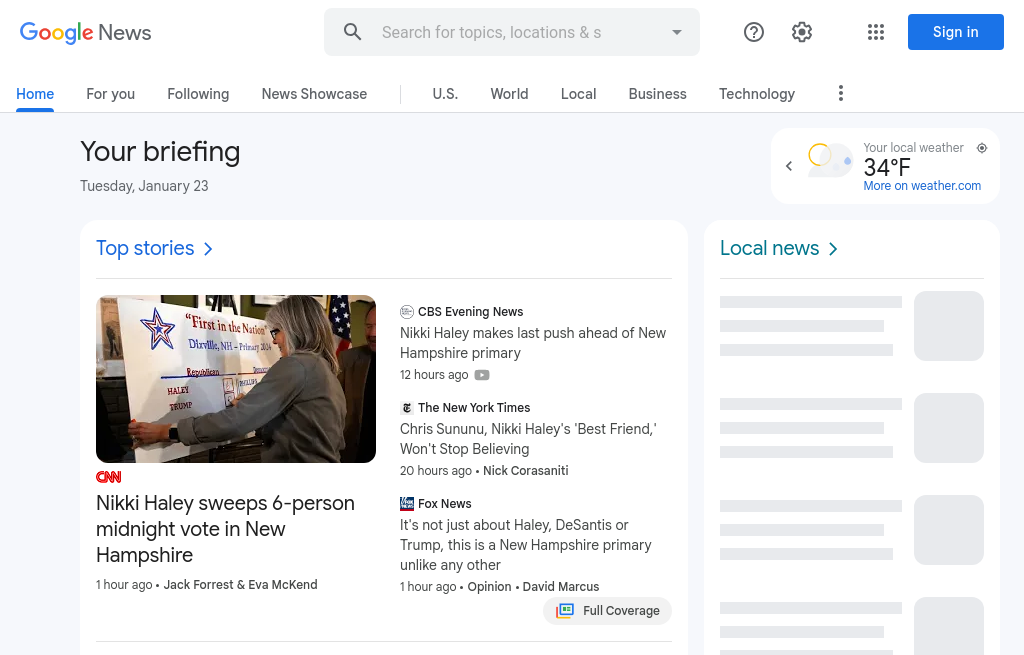 Google News
Search for topics, locations & s
Sign in
Home
For you
Following
News Showcase
U.S.
World
Local
Business
Technology
Your briefing
Tuesday, January 23
Your local weather
34°F
More on weather.com
Top stories
"First in the Nation"
Dixville, NH – Primary 2024
Republican
HALEY
TRUMP
CNN
Nikki Haley sweeps 6-person
midnight vote in New
Hampshire
1 hour ago • Jack Forrest & Eva McKend
CBS Evening News
Nikki Haley makes last push ahead of New
Hampshire primary
12 hours ago
The New York Times
Chris Sununu, Nikki Haley's 'Best Friend,'
Won't Stop Believing
20 hours ago • Nick Corasaniti
Fox News
It's not just about Haley, DeSantis or
Trump, this is a New Hampshire primary
unlike any other
1 hour ago • Opinion • David Marcus
Full Coverage
Local news